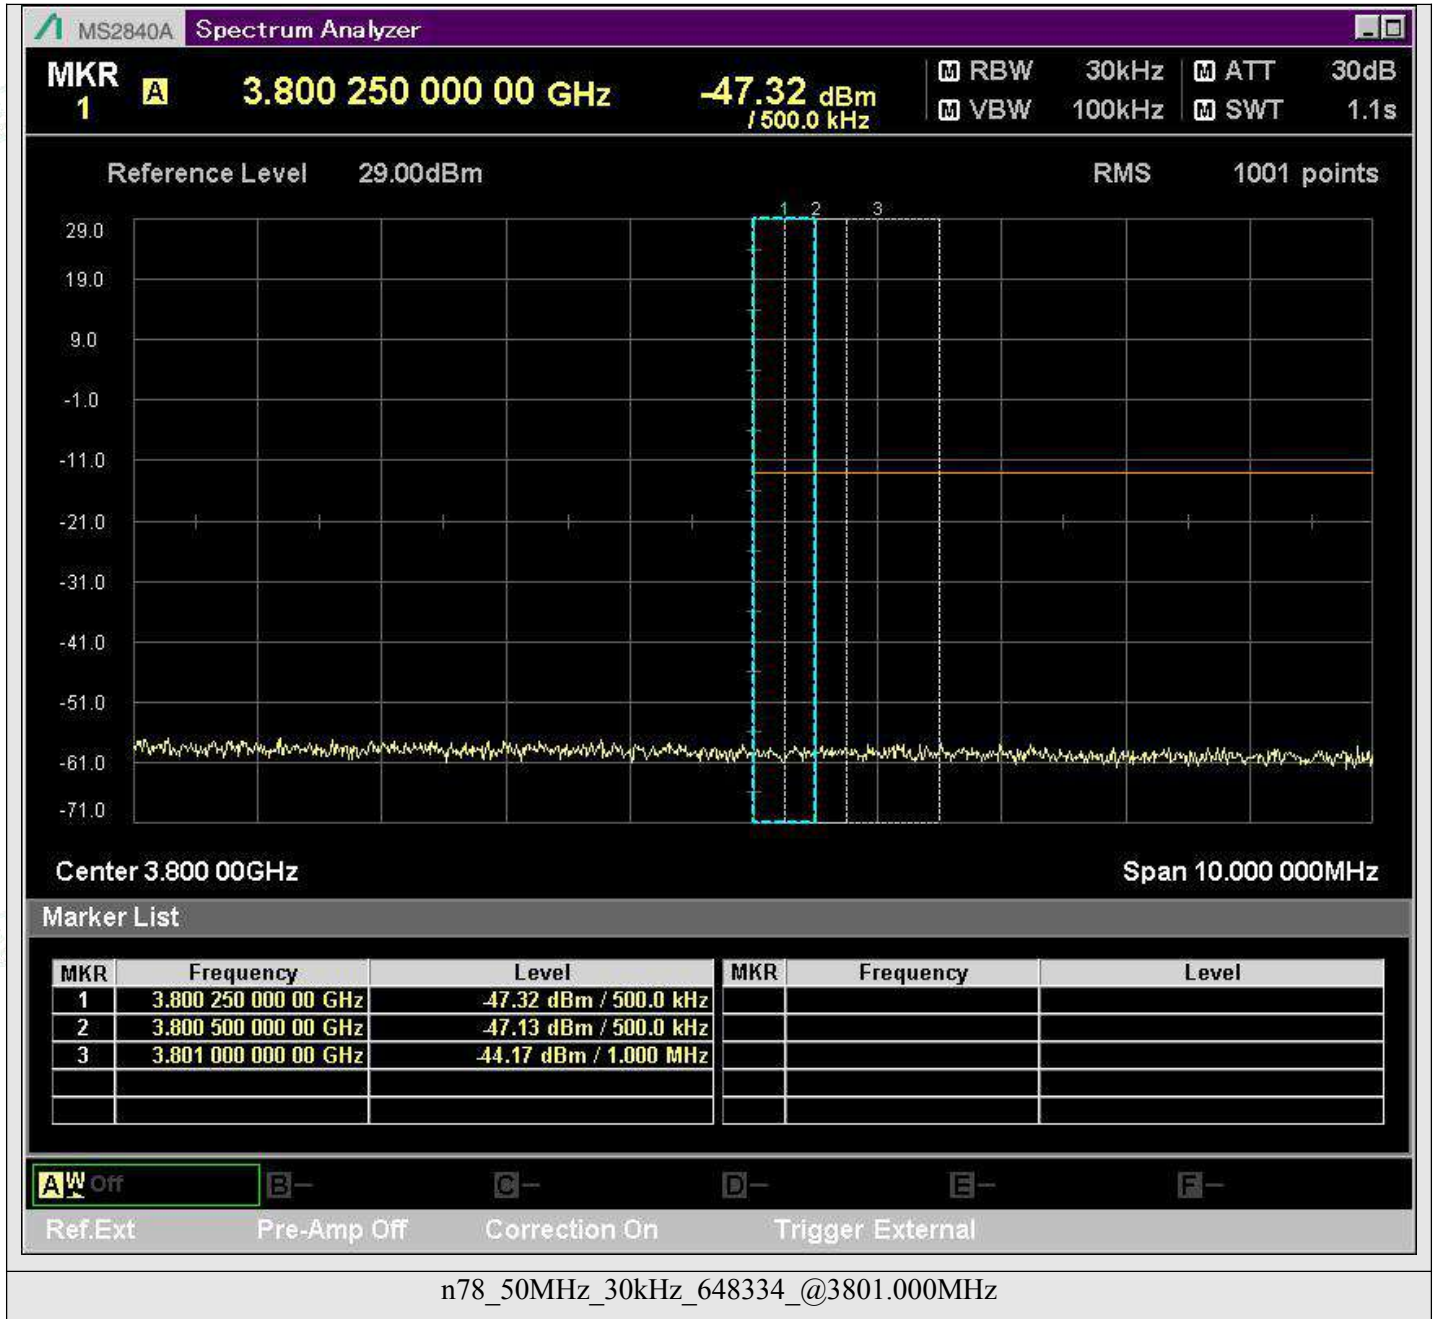 MS2840A Spectrum Analyzer
MKR A 3.800 250 000 00 GHz -47.32 dBm M RBW 30kHz M ATT 30dB
1 / 500.0 kHz M VBW 100kHz M SWT 1.1s
Reference Level 29.00dBm RMS 1001 points
1 2 3
29.0
19.0
9.0
-1.0
-11.0
-21.0
-31.0
-41.0
-51.0
-61.0
-71.0
Center 3.800 00GHz Span 10.000 000MHz
Marker List
MKR Frequency Level MKR Frequency Level
1 3.800 250 000 00 GHz -47.32 dBm / 500.0 kHz
2 3.800 500 000 00 GHz -47.13 dBm / 500.0 kHz
3 3.801 000 000 00 GHz -44.17 dBm / 1.000 MHz
A W Off B - C - D - E - F -
Ref.Ext Pre-Amp Off Correction On Trigger External
n78_50MHz_30kHz_648334_@3801.000MHz